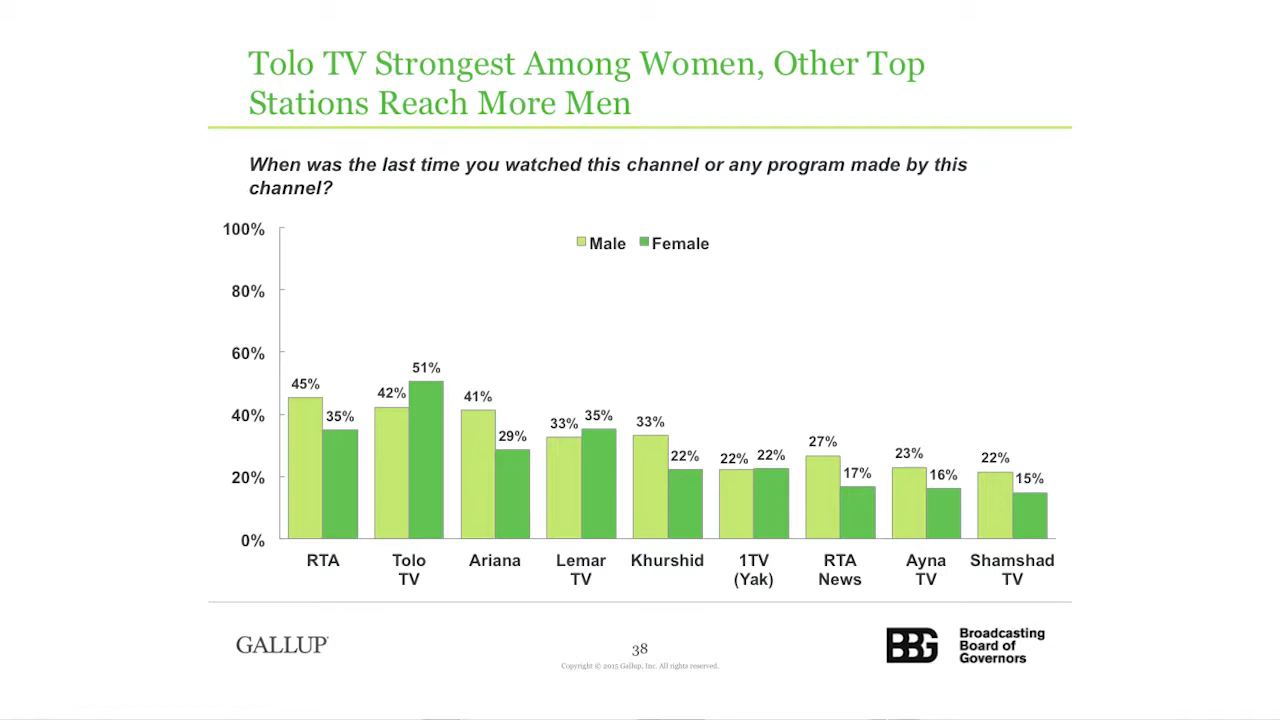 Tolo TV Strongest Among Women, Other Top
Stations Reach More Men
When was the last time you watched this channel or any program made by this
channel?
100%
80%
60%
40%
20%
0%
Male Female
45% 35%
42% 51%
41% 29%
33% 35%
33% 22%
22% 22%
27% 17%
23% 16%
22% 15%
RTA
Tolo
TV
Ariana
Lemar
TV
Khurshid
1TV
(Yak)
RTA
News
Ayna
TV
Shamshad
TV
GALLUP
38
Copyright © 2015 Gallup, Inc. All rights reserved.
BBG
Broadcasting
Board of
Governors